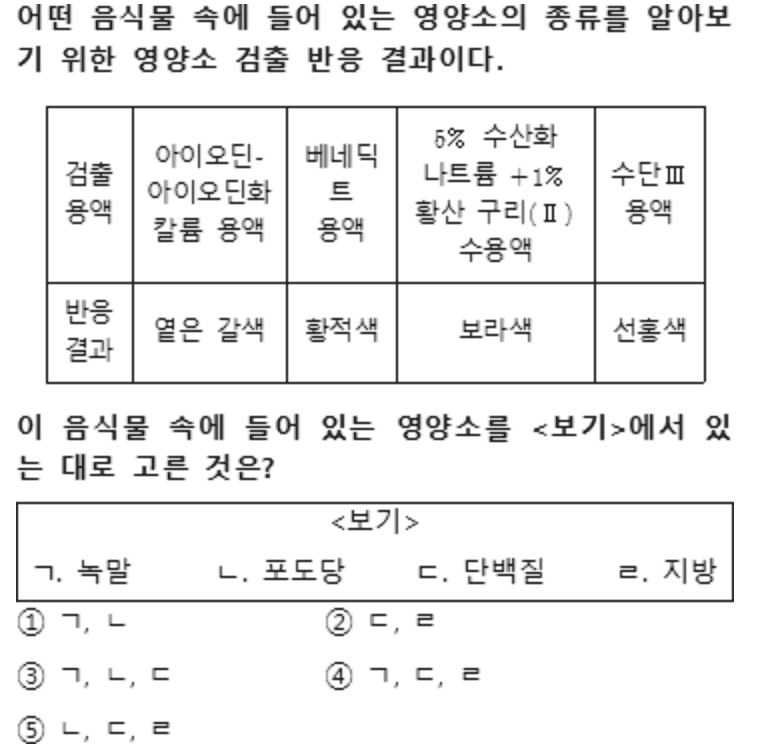 어떤 음식물 속에 들어 있는 영양소의 종류를 알아보
기 위한 영양소 검출 반응 결과이다.
검출
용액
아이오딘-
아이오딘화
칼륨 용액
베네딕
트
용액
5% 수산화
나트륨 +1%
황산 구리(Ⅱ)
수용액
수단Ⅲ
용액
반응
결과
옅은 갈색
황적색
보라색
선홍색
이 음식물 속에 들어 있는 영양소를 <보기>에서 있
는 대로 고른 것은?
<보기>
ㄱ. 녹말 ㄴ. 포도당 ㄷ. 단백질 ㄹ. 지방
① ㄱ, ㄴ ② ㄷ, ㄹ
③ ㄱ, ㄴ, ㄷ ④ ㄱ, ㄷ, ㄹ
⑤ ㄴ, ㄷ, ㄹ